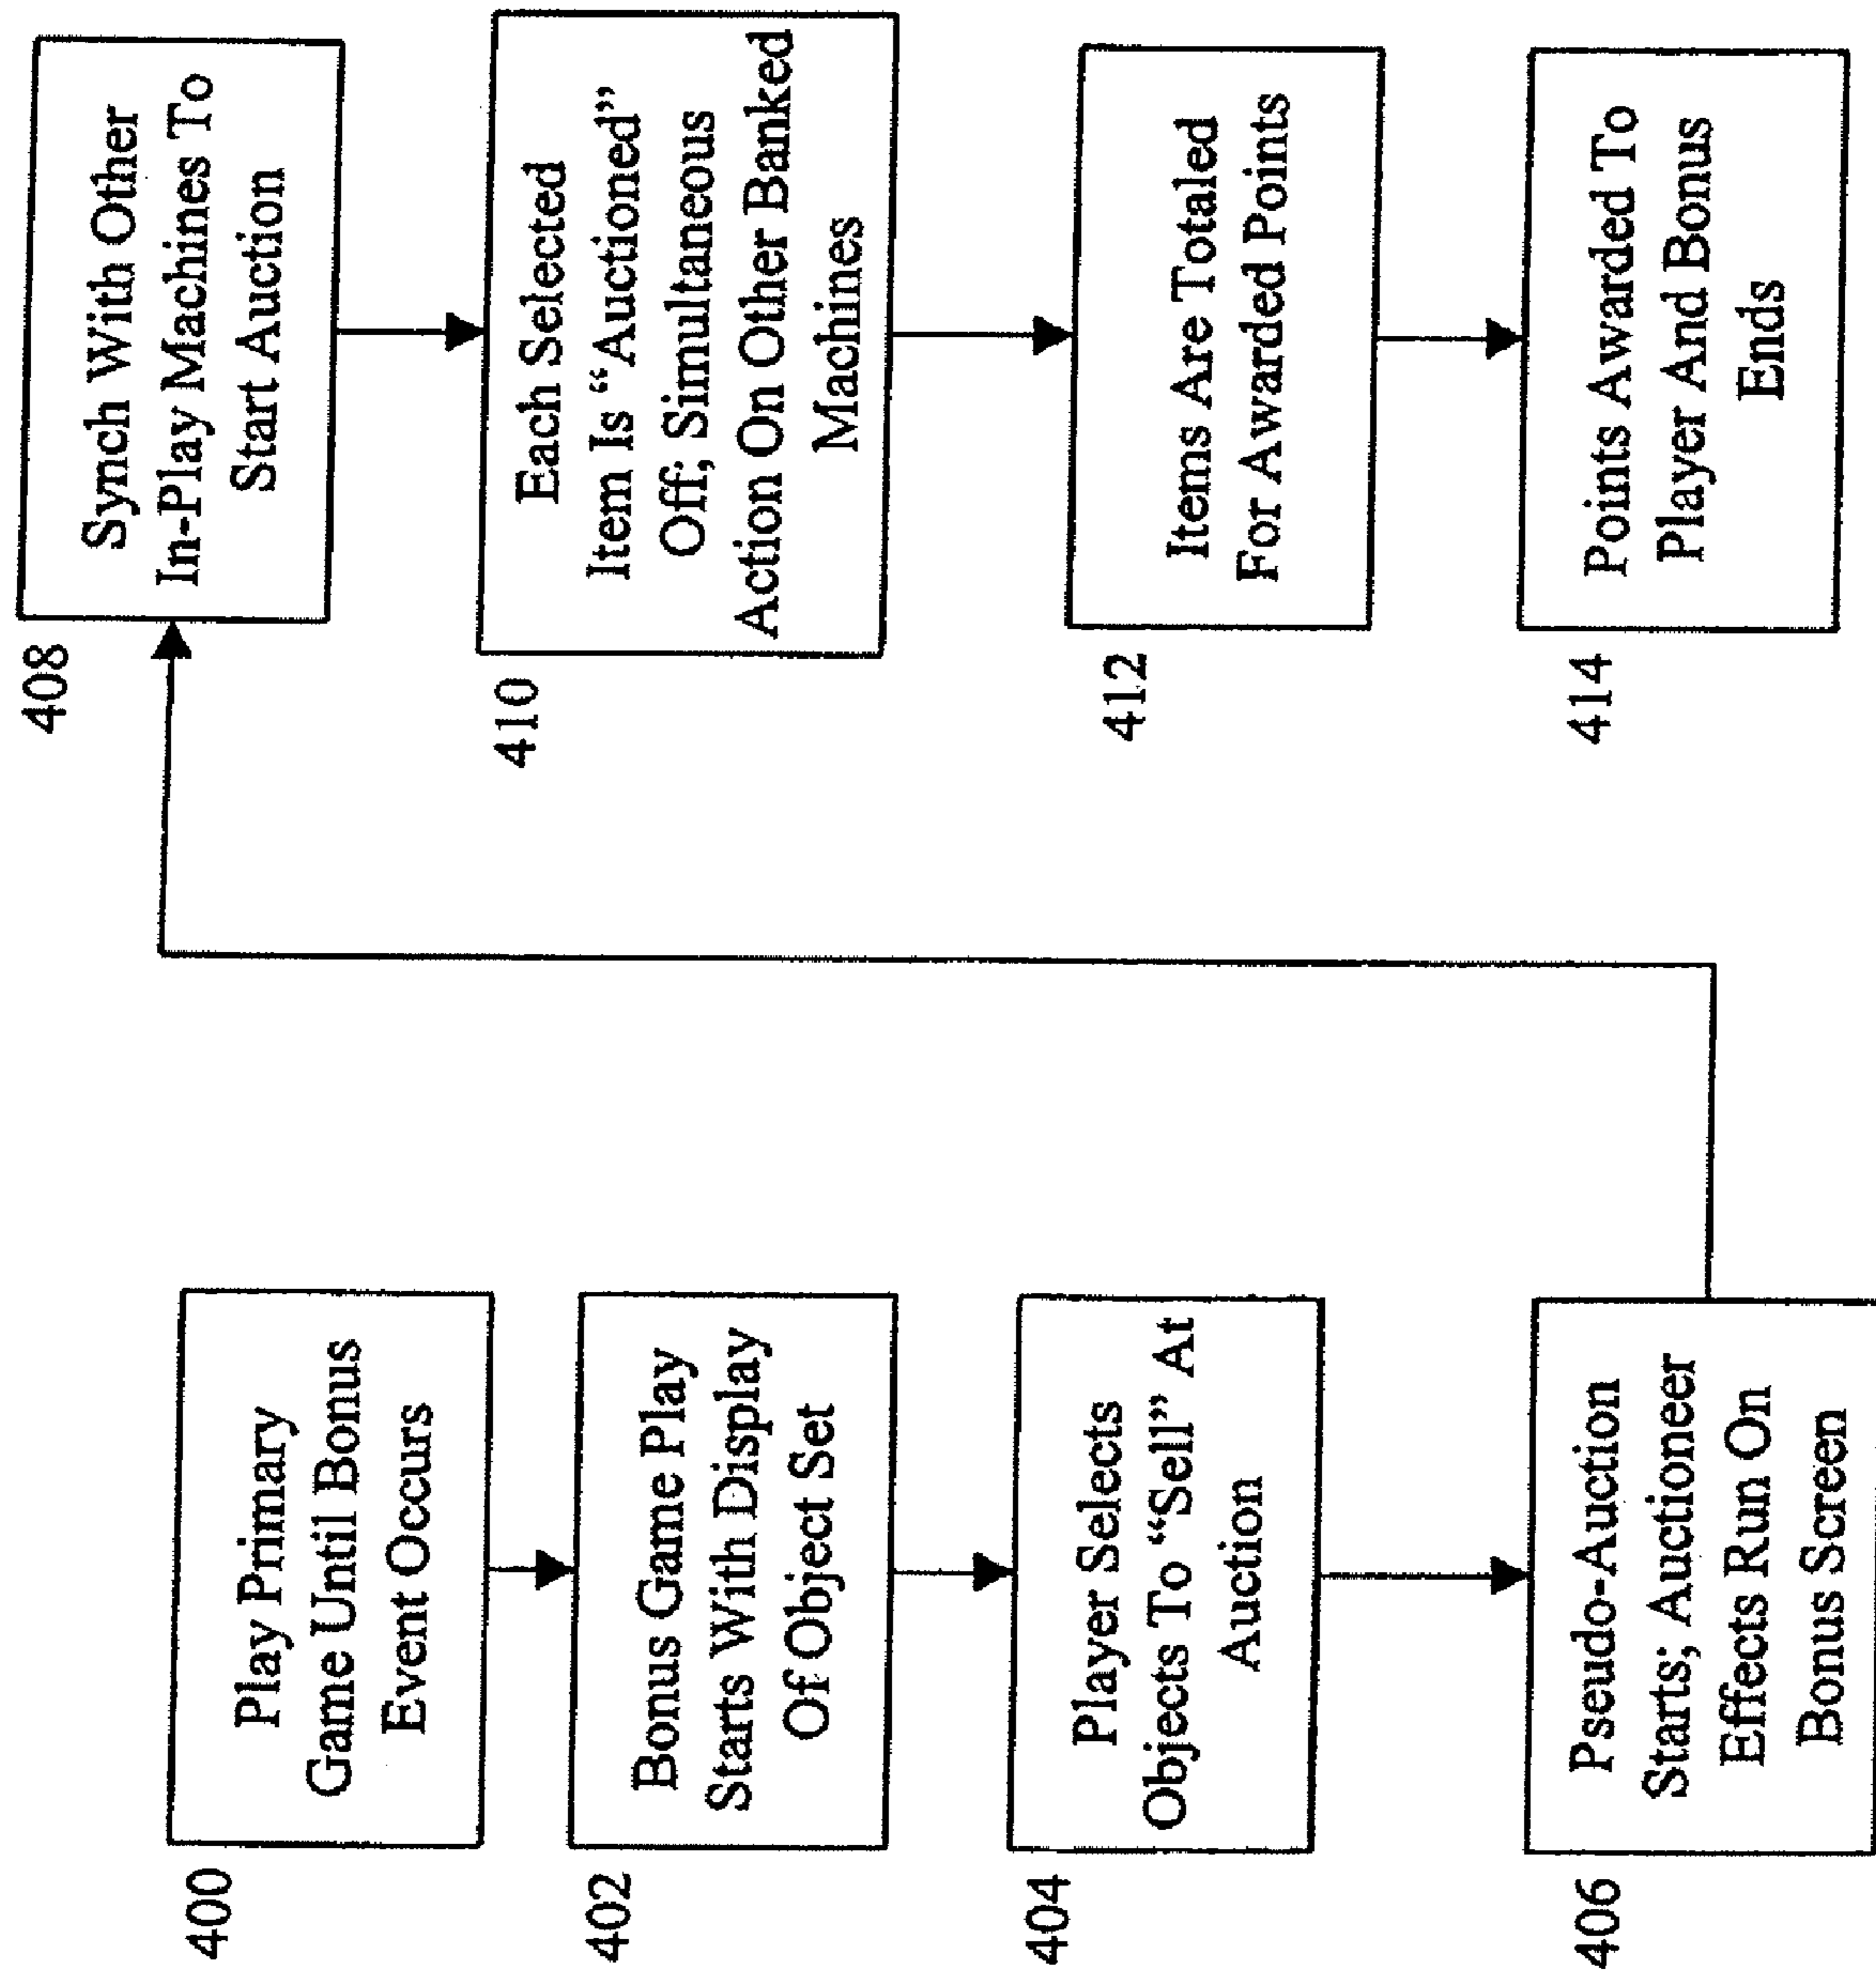 400
Play Primary
Game Until Bonus
Event Occurs
402
Bonus Game Play
Starts With Display
Of Object Set
404
Player Selects
Objects To “Sell” At
Auction
406
Pseudo-Auction
Starts; Auctioneer
Effects Run On
Bonus Screen
408
Synch With Other
In-Play Machines To
Start Auction
410
Each Selected
Item Is “Auctioned”
Off; Simultaneous
Action On Other Banked
Machines
412
Items Are Totaled
For Awarded Points
414
Points Awarded To
Player And Bonus
Ends